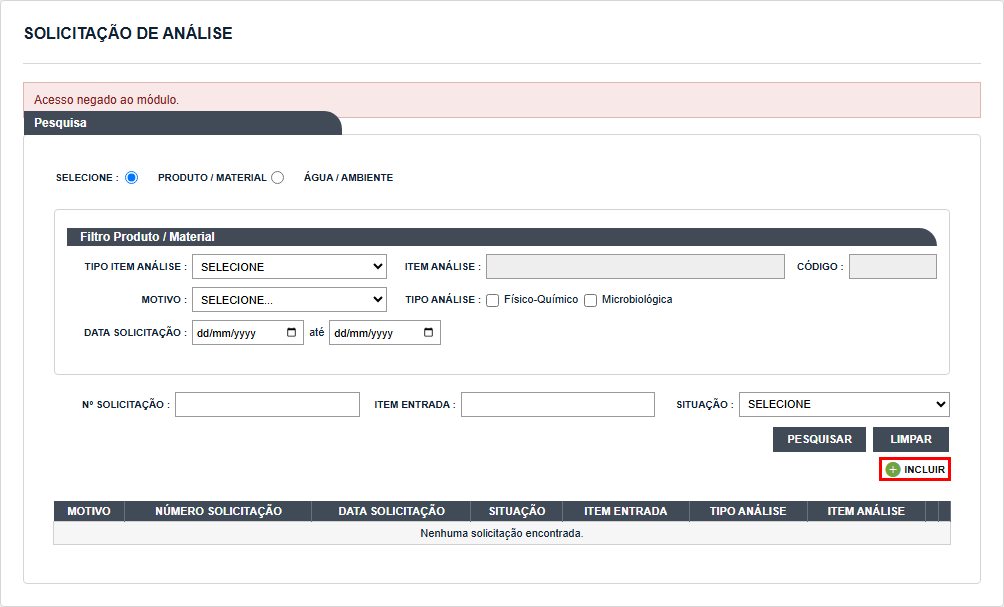 SOLICITAÇÃO DE ANÁLISE
Acesso negado ao módulo.
Pesquisa
SELECIONE : PRODUTO / MATERIAL ÁGUA / AMBIENTE
Filtro Produto / Material
TIPO ITEM ANÁLISE : SELECIONE ITEM ANÁLISE : CÓDIGO :
MOTIVO : SELECIONE... TIPO ANÁLISE : Físico-Químico Microbiológica
DATA SOLICITAÇÃO : dd/mm/yyyy até dd/mm/yyyy
Nº SOLICITAÇÃO : ITEM ENTRADA : SITUAÇÃO : SELECIONE
PESQUISAR LIMPAR
INCLUIR
MOTIVO NÚMERO SOLICITAÇÃO DATA SOLICITAÇÃO SITUAÇÃO ITEM ENTRADA TIPO ANÁLISE ITEM ANÁLISE
Nenhuma solicitação encontrada.